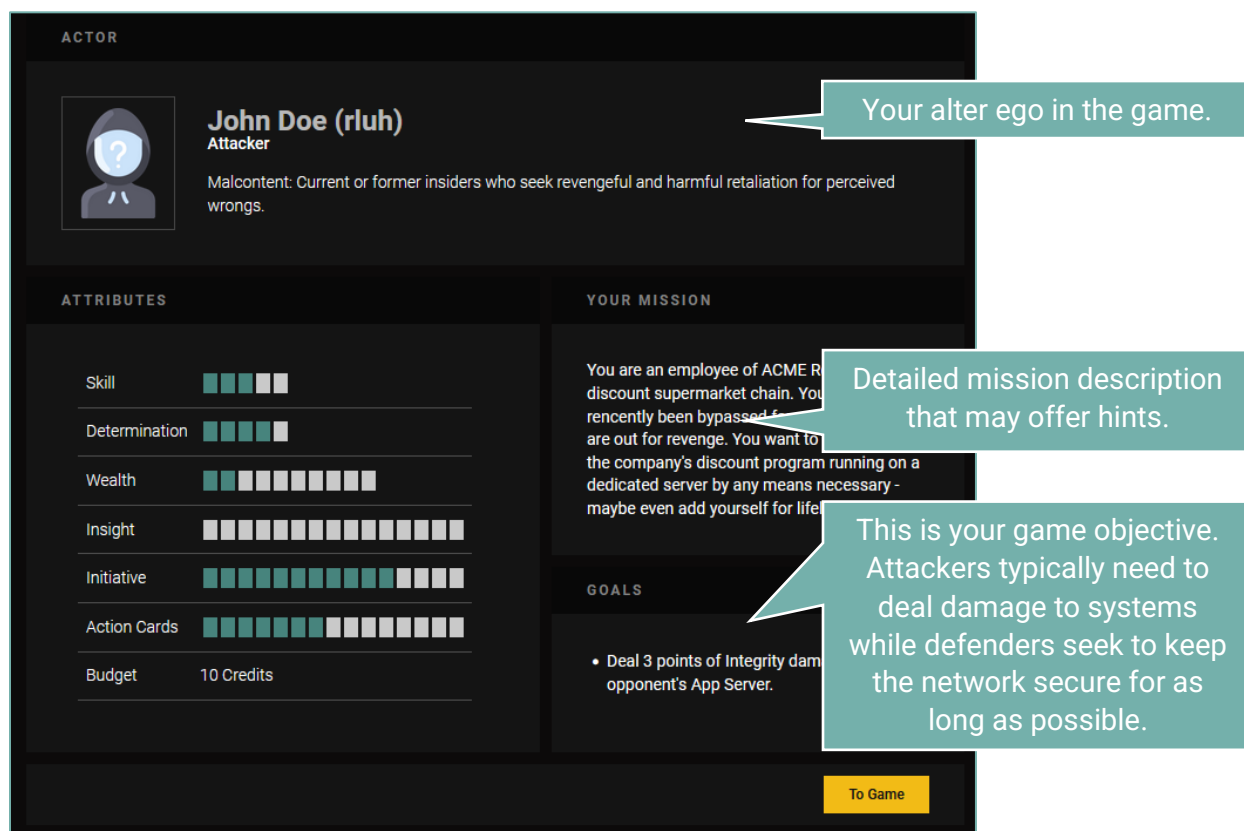 ACTOR
?
John Doe (rluh)
Attacker
Malcontent: Current or former insiders who seek revengeful and harmful retaliation for perceived
wrongs.
Your alter ego in the game.
ATTRIBUTES
Skill
Determination
Wealth
Insight
Initiative
Action Cards
Budget 10 Credits
YOUR MISSION
You are an employee of ACME
discount supermarket chain.
rencently been bypassed
are out for revenge. You want to
the company's discount program running on a
dedicated server by any means necessary -
maybe even add yourself for
Detailed mission description
that may offer hints.
GOALS
• Deal 3 points of Integrity
opponent's App Server.
This is your game objective.
Attackers typically need to
deal damage to systems
while defenders seek to keep
the network secure for as
long as possible.
To Game